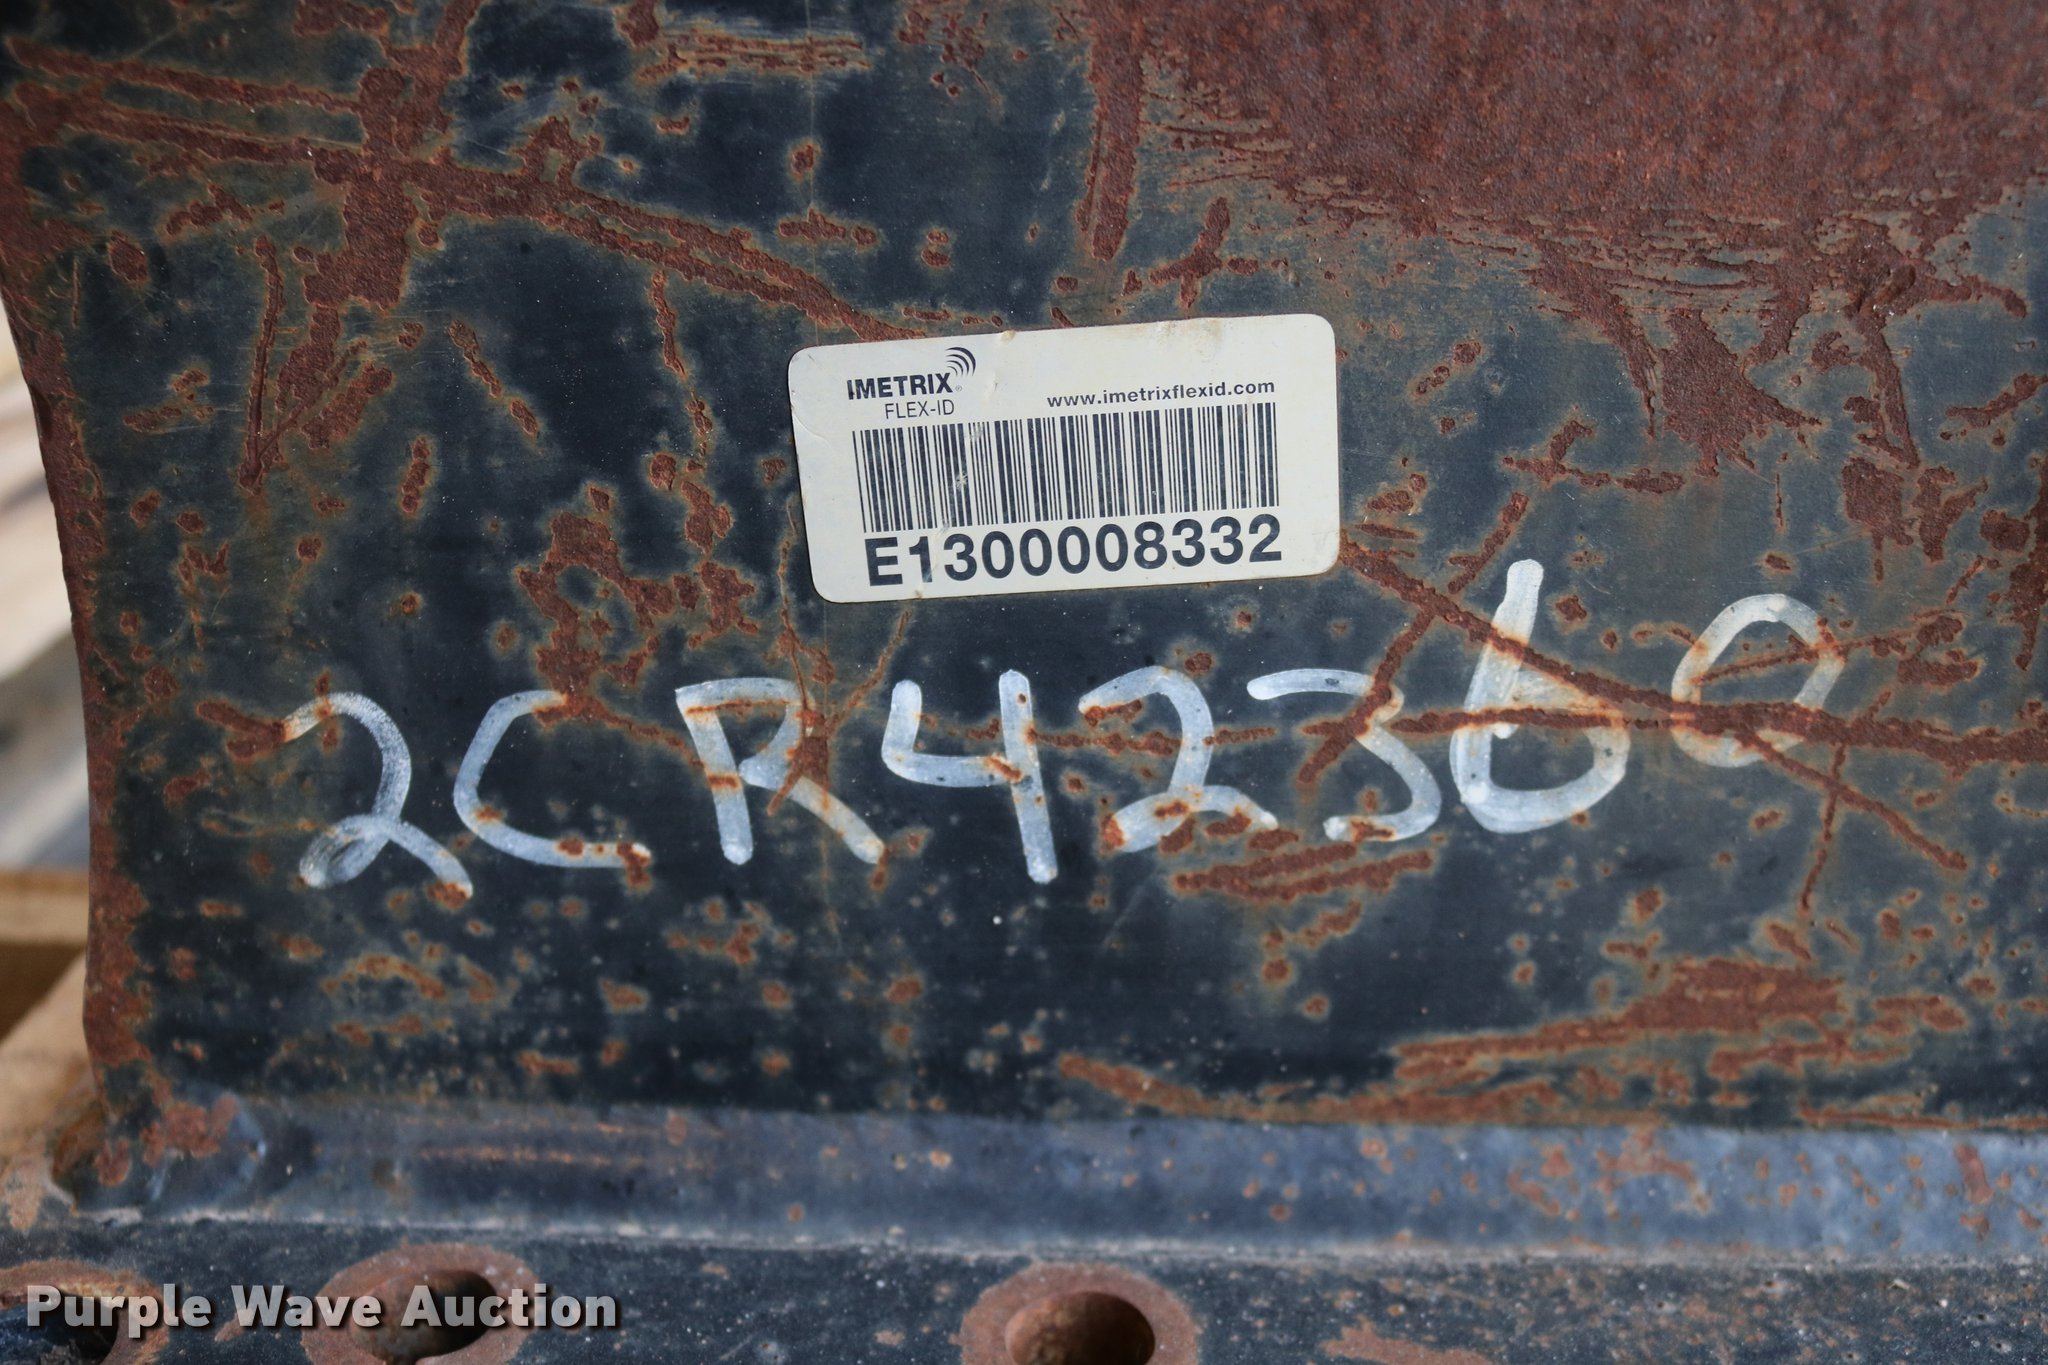 IMETRIX®
FLEX-ID
www.imetrixflexid.com
E1300008332
2CR42360
Purple Wave Auction